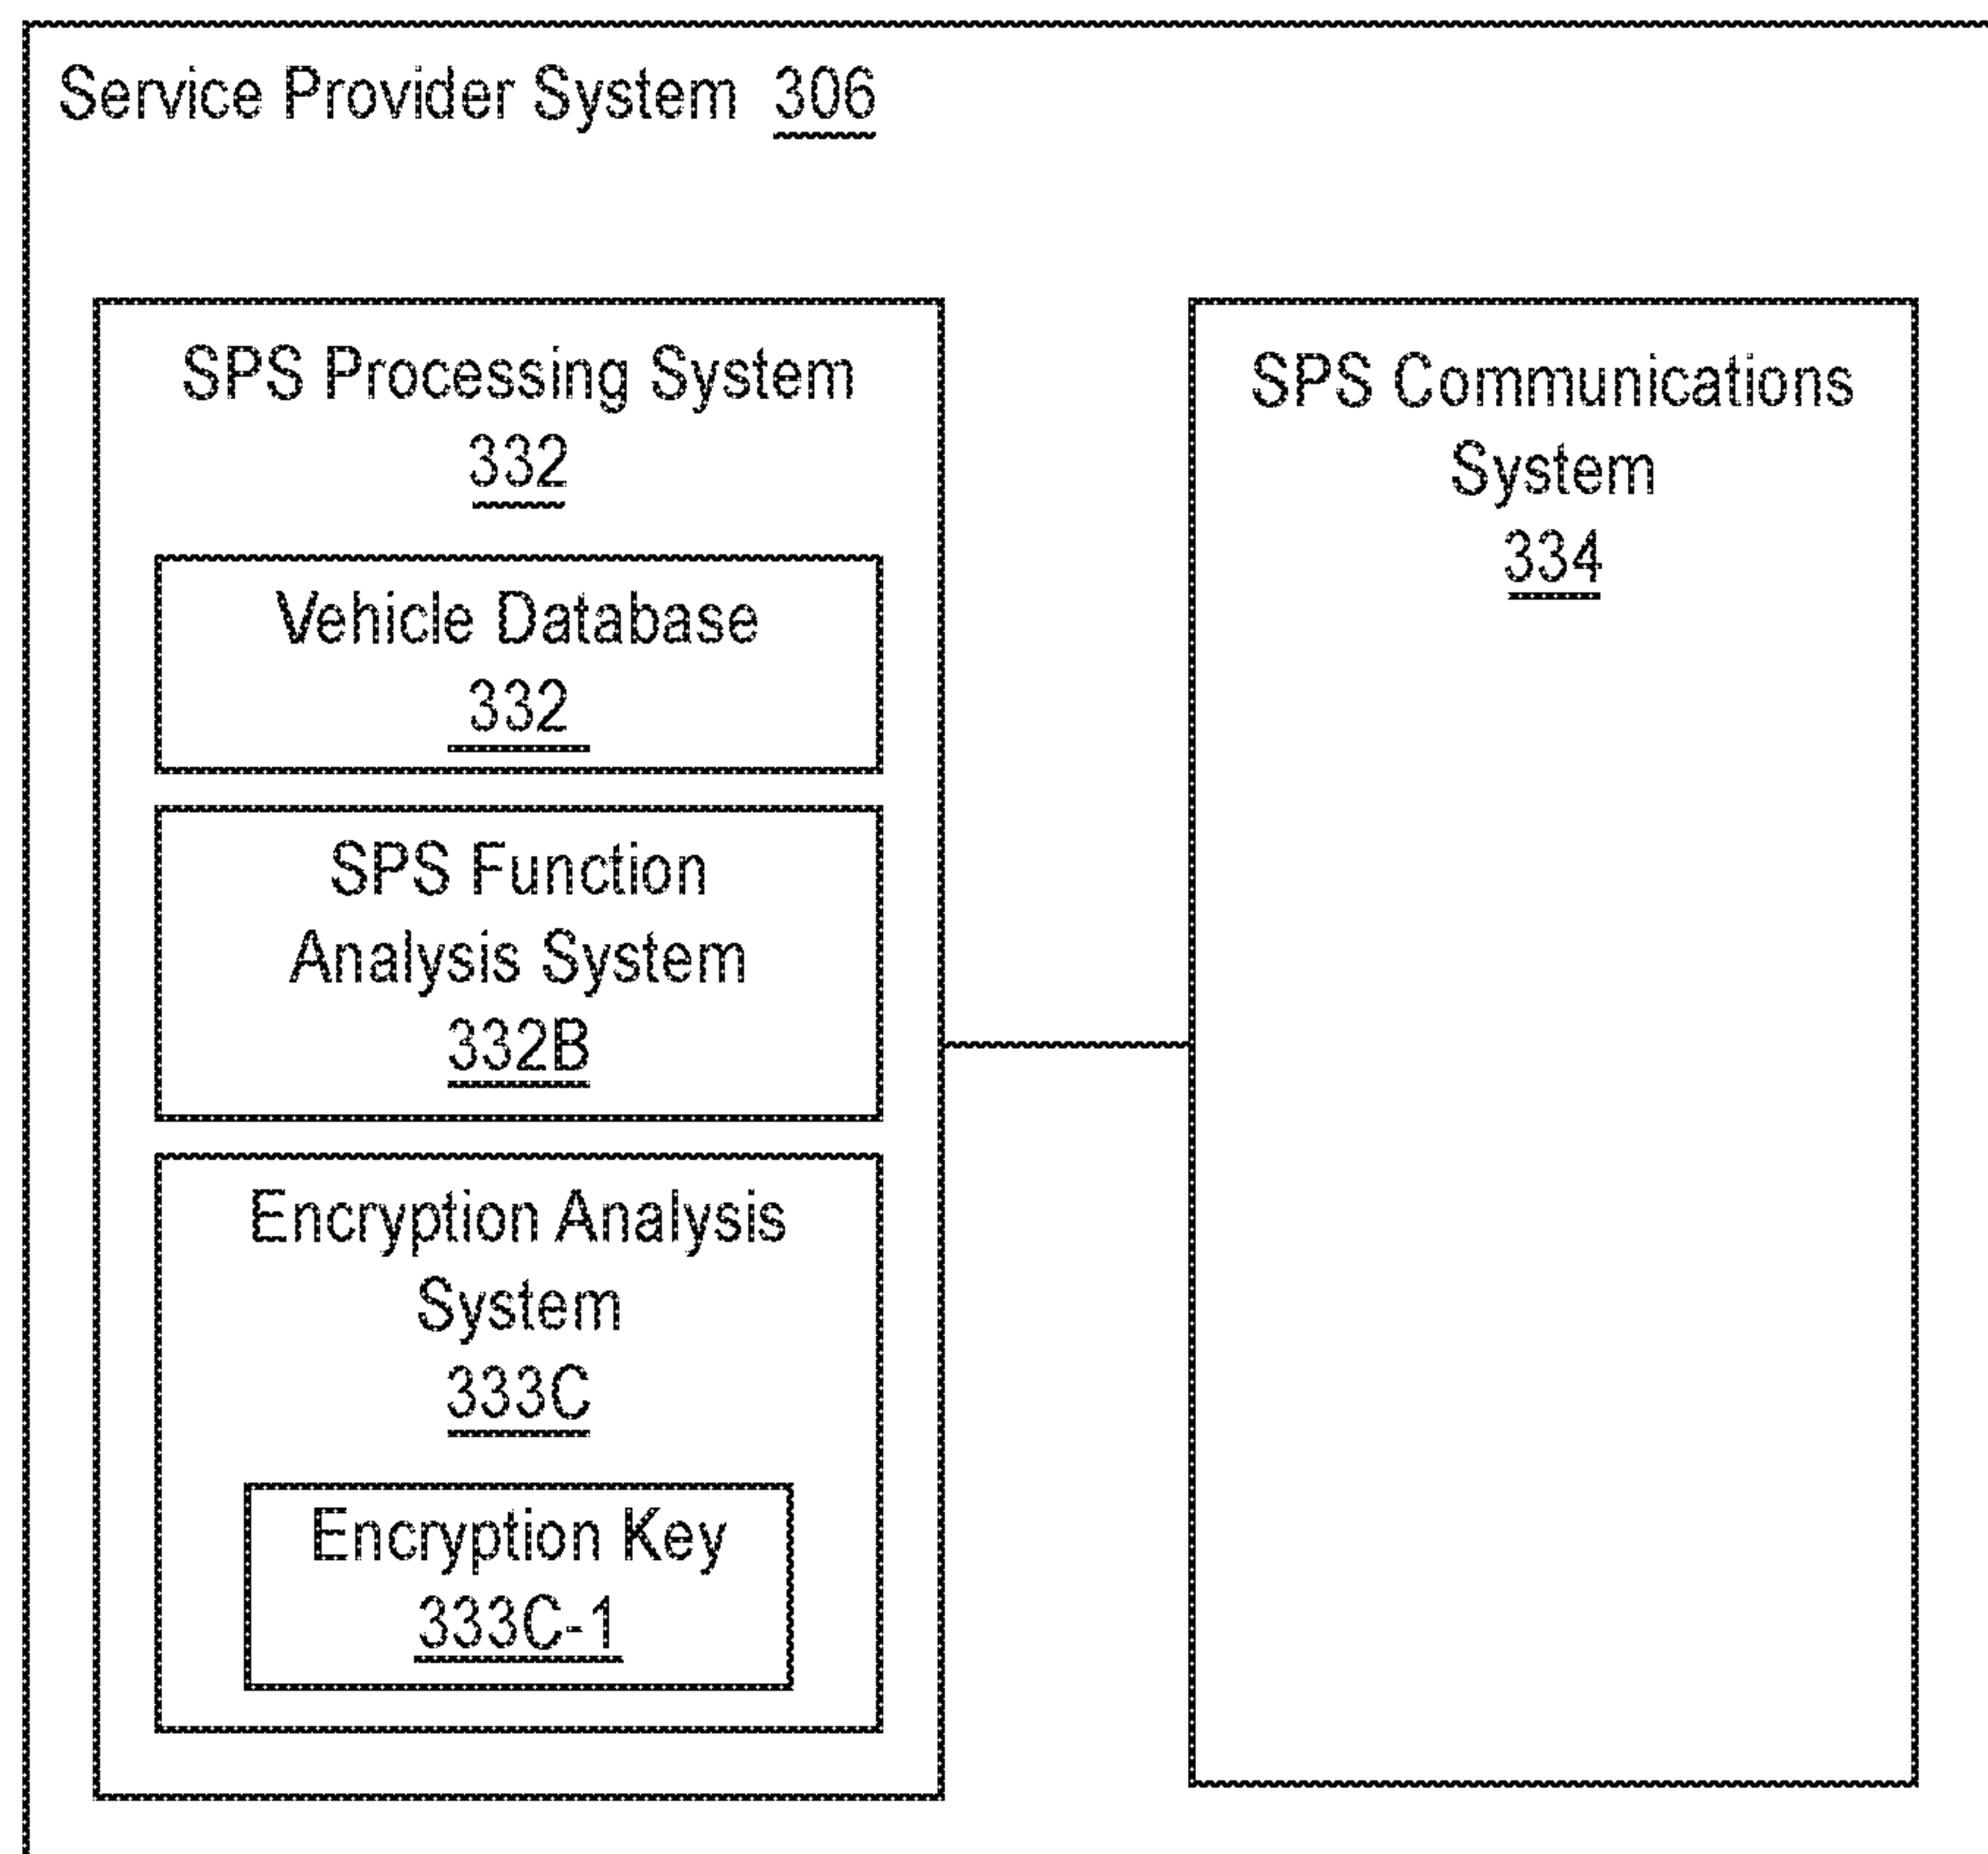 Service Provider System 306
SPS Processing System
332
Vehicle Database
332
SPS Function
Analysis System
332B
Encryption Analysis
System
333C
Encryption Key
333C-1
SPS Communications
System
334